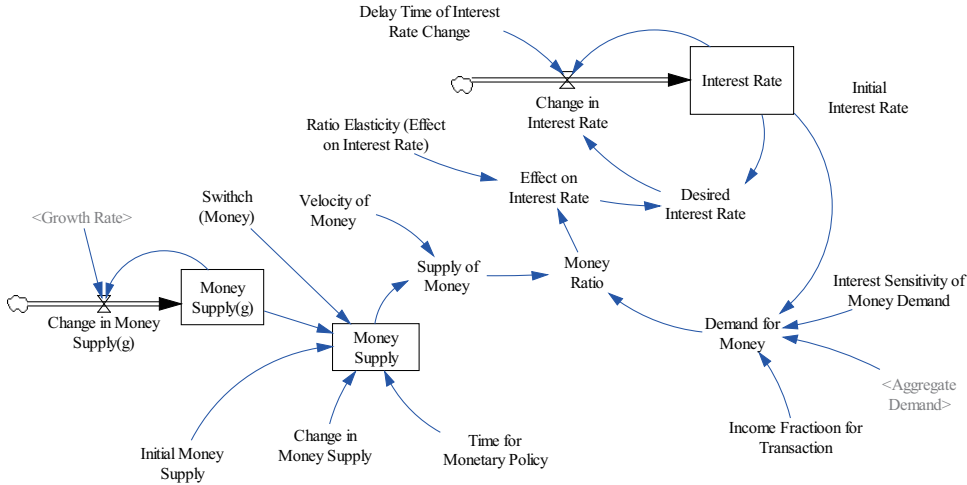 Delay Time of Interest
Rate Change
Interest Rate
Initial
Interest Rate
Change in
Interest Rate
Ratio Elasticity (Effect
on Interest Rate)
Effect on
Interest Rate
Desired
Interest Rate
Swithch
(Money)
Velocity of
Money
<Growth Rate>
Supply of
Money
Money
Ratio
Money
Supply(g)
Change in Money
Supply(g)
Interest Sensitivity of
Money Demand
Demand for
Money
Money
Supply
<Aggregate
Demand>
Initial Money
Supply
Change in
Money Supply
Time for
Monetary Policy
Income Fractioon for
Transaction